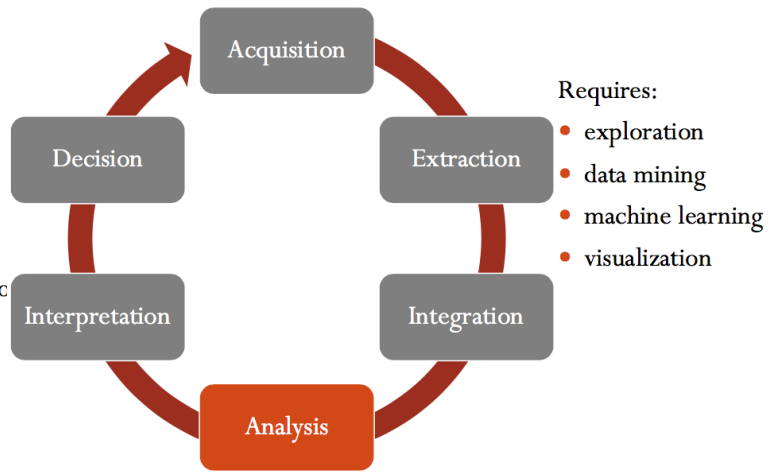 Acquisition
Decision
Extraction
Interpretation
Integration
Analysis
Requires:
• exploration
• data mining
• machine learning
• visualization